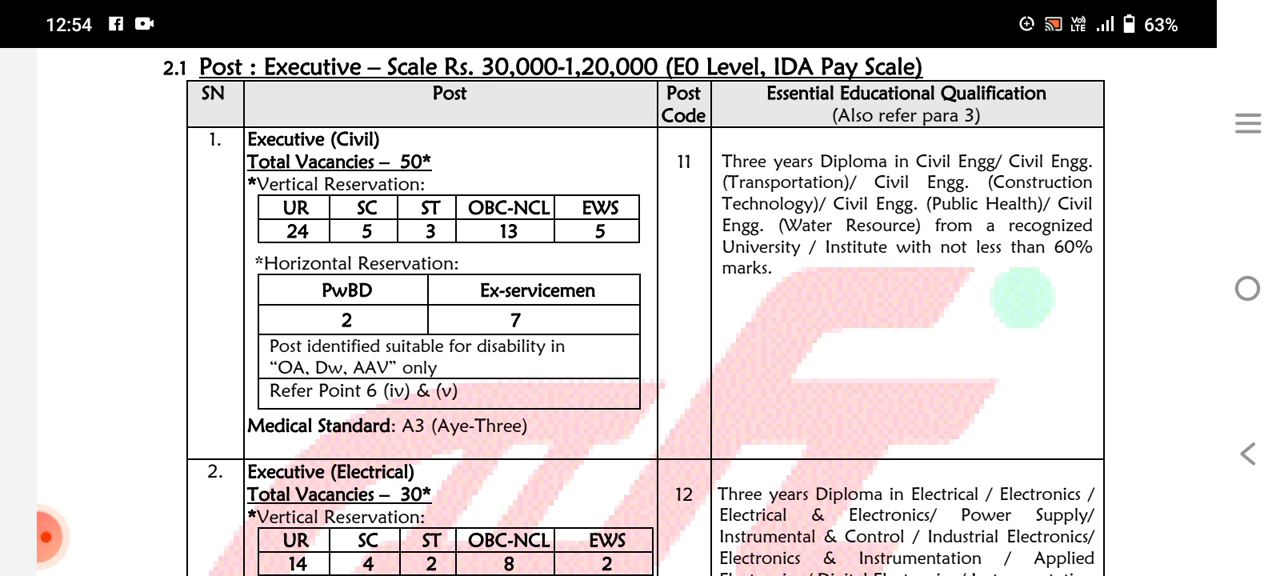 12:54
Vo)
LTE
63%
2.1 Post : Executive – Scale Rs. 30,000-1,20,000 (E0 Level, IDA Pay Scale)
SN Post Post Code Essential Educational Qualification
(Also refer para 3)
1. Executive (Civil)
Total Vacancies – 50*
*Vertical Reservation:
UR SC ST OBC-NCL EWS
24 5 3 13 5
*Horizontal Reservation:
PwBD Ex-servicemen
2 7
Post identified suitable for disability in
“OA, Dw, AAV” only
Refer Point 6 (iv) & (v)
Medical Standard: A3 (Aye-Three)
11
Three years Diploma in Civil Engg/ Civil Engg.
(Transportation)/ Civil Engg. (Construction
Technology)/ Civil Engg. (Public Health)/ Civil
Engg. (Water Resource) from a recognized
University / Institute with not less than 60%
marks.
2. Executive (Electrical)
Total Vacancies – 30*
*Vertical Reservation:
UR SC ST OBC-NCL EWS
14 4 2 8 2
12
Three years Diploma in Electrical / Electronics /
Electrical & Electronics/ Power Supply/
Instrumental & Control / Industrial Electronics/
Electronics & Instrumentation / Applied